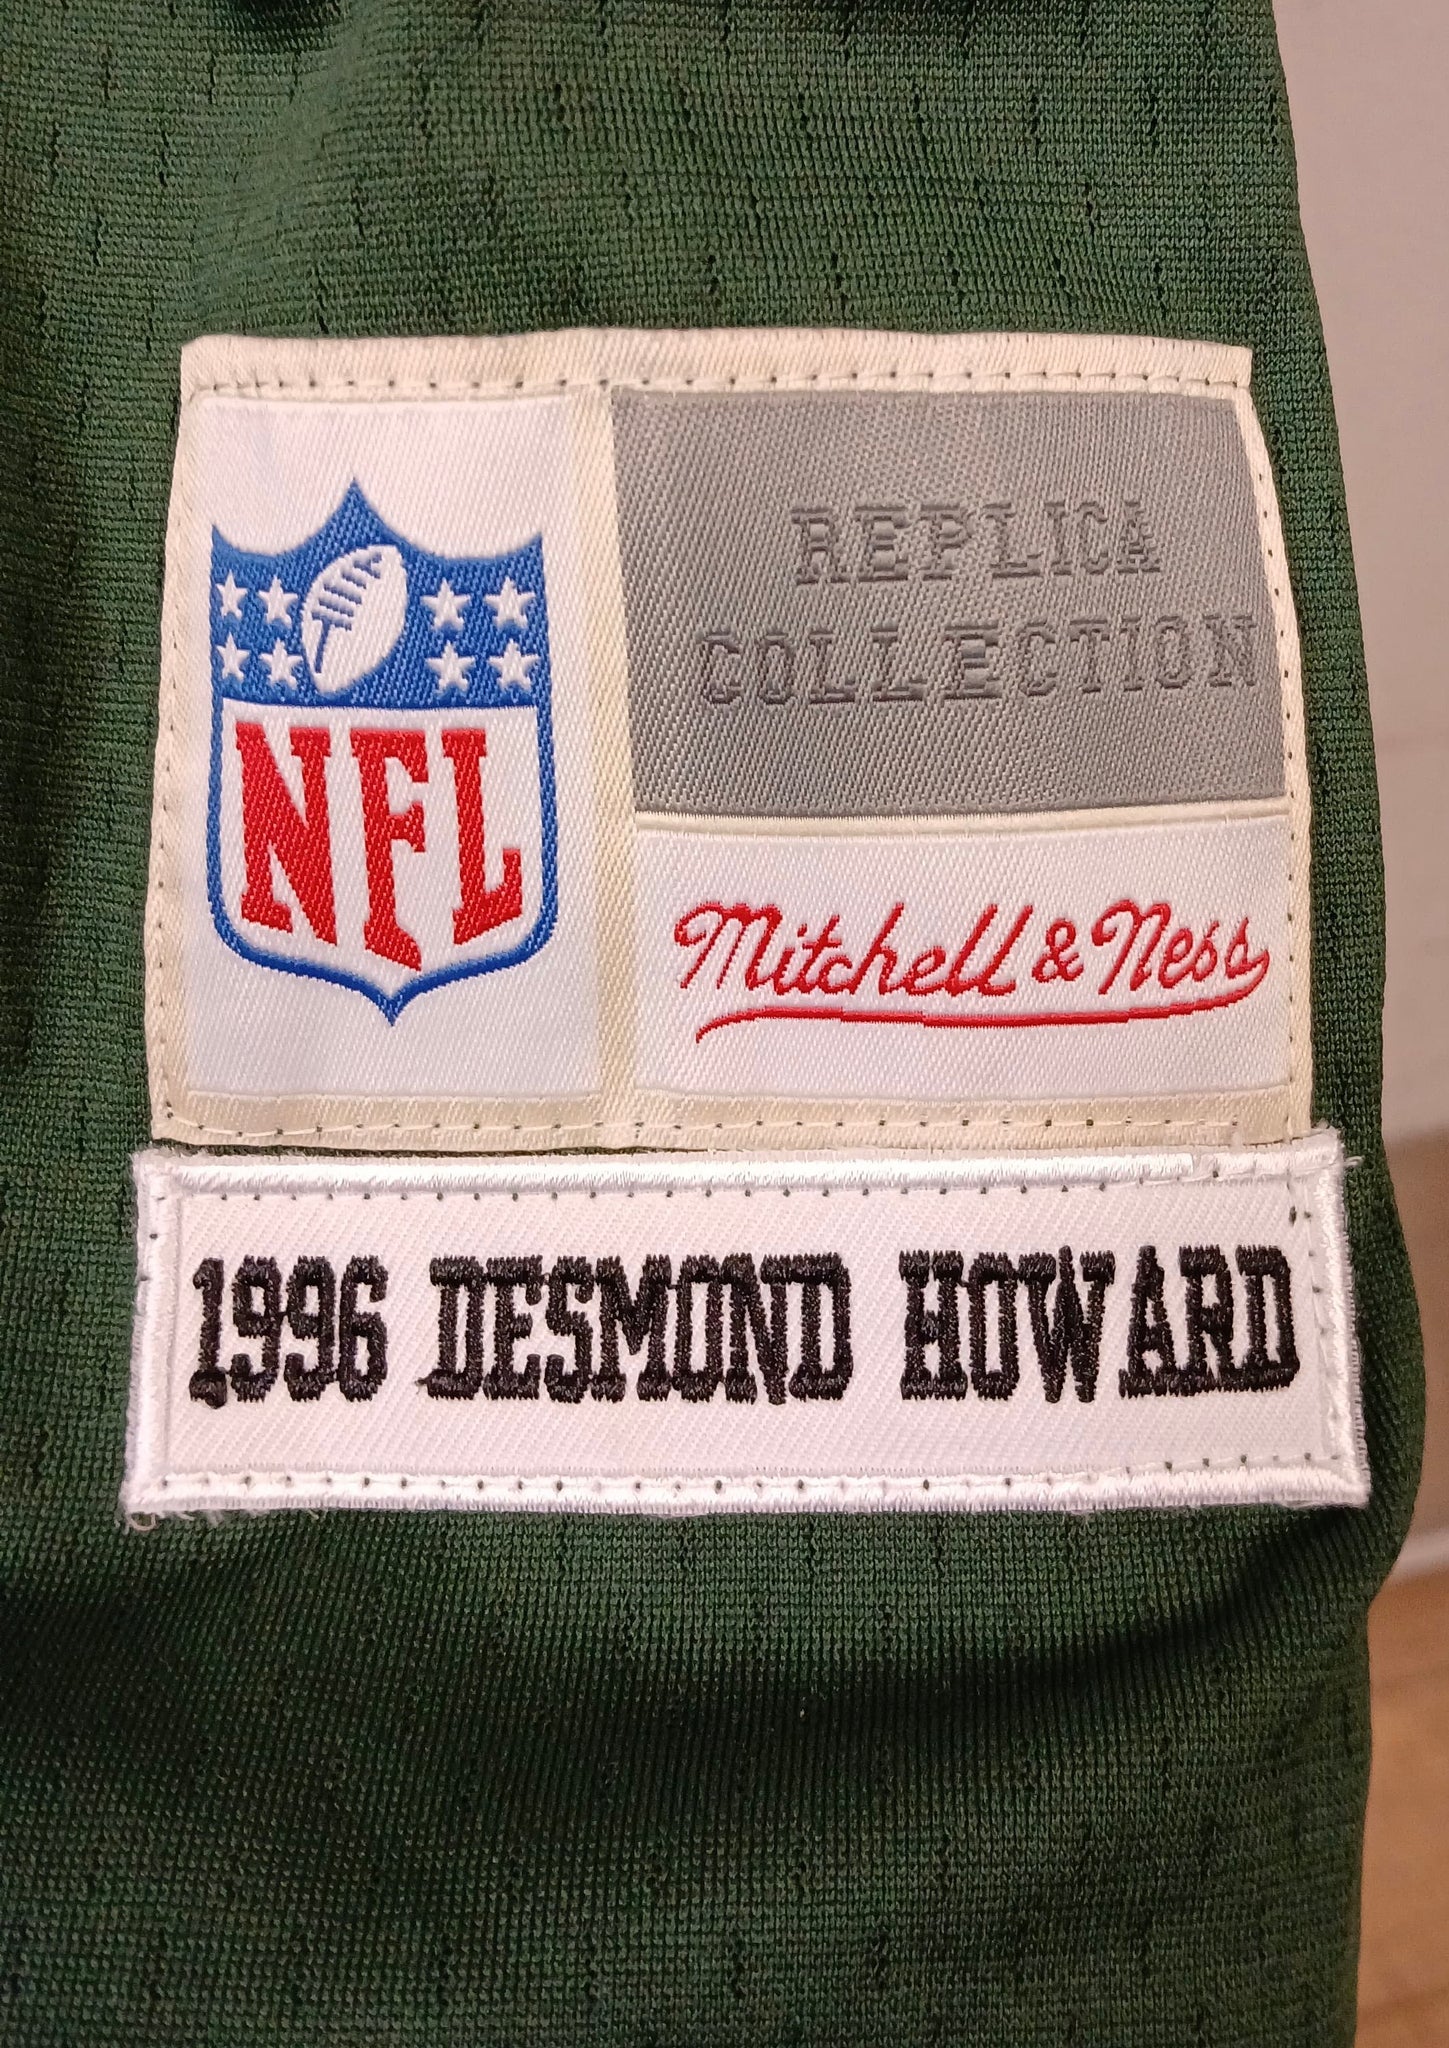 NFL
REPLICA
COLLECTION
Mitchell & Ness
1996 DESMOND HOWARD